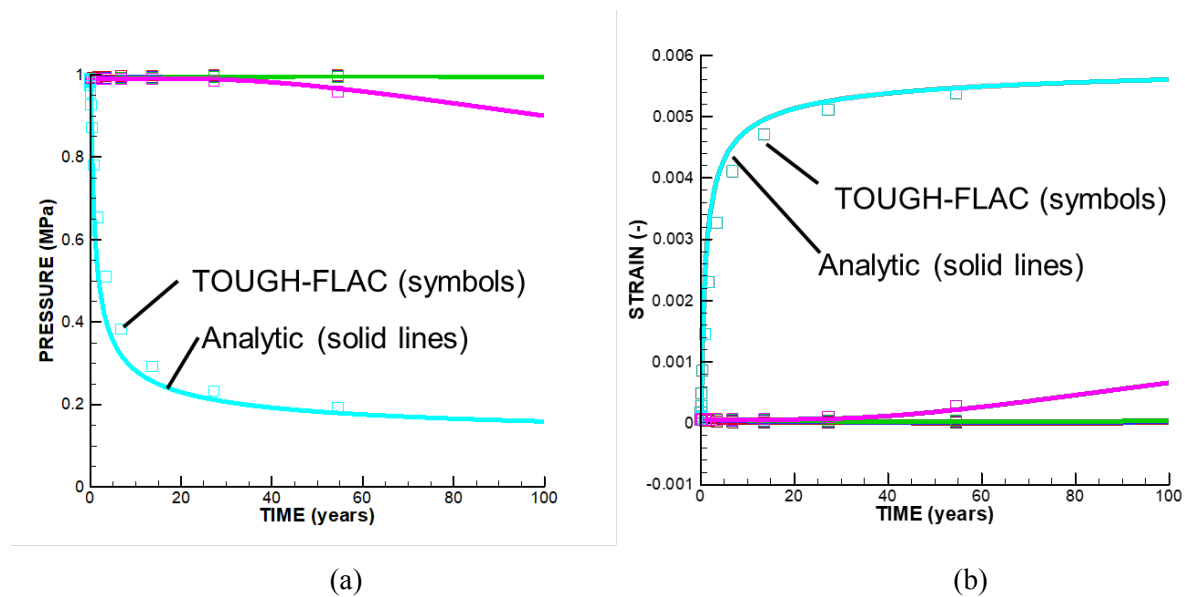 1
0.8
0.6
0.4
0.2
0
PRESSURE (MPa)
TOUGH-FLAC (symbols)
Analytic (solid lines)
0 20 40 60 80 100
TIME (years)
(a)
0.006
0.005
0.004
0.003
0.002
0.001
0
-0.001
STRAIN (-)
TOUGH-FLAC (symbols)
Analytic (solid lines)
0 20 40 60 80 100
TIME (years)
(b)